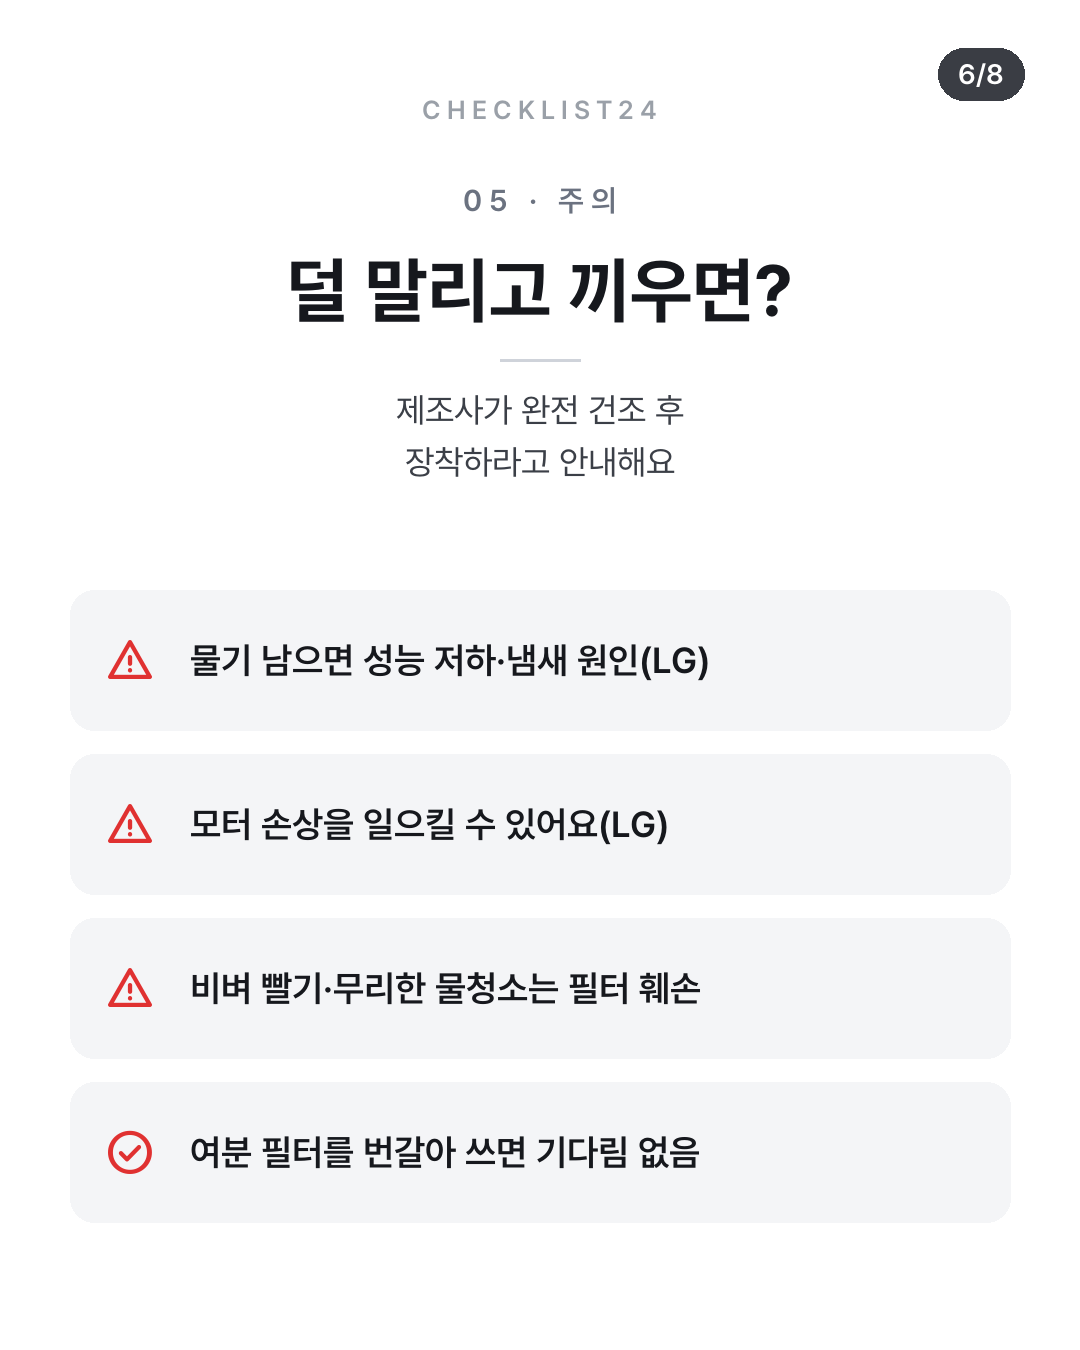 6/8
CHECKLIST24
05 · 주의
덜 말리고 끼우면?
제조사가 완전 건조 후
장착하라고 안내해요
물기 남으면 성능 저하·냄새 원인(LG)
모터 손상을 일으킬 수 있어요(LG)
비벼 빨기·무리한 물청소는 필터 훼손
여분 필터를 번갈아 쓰면 기다림 없음